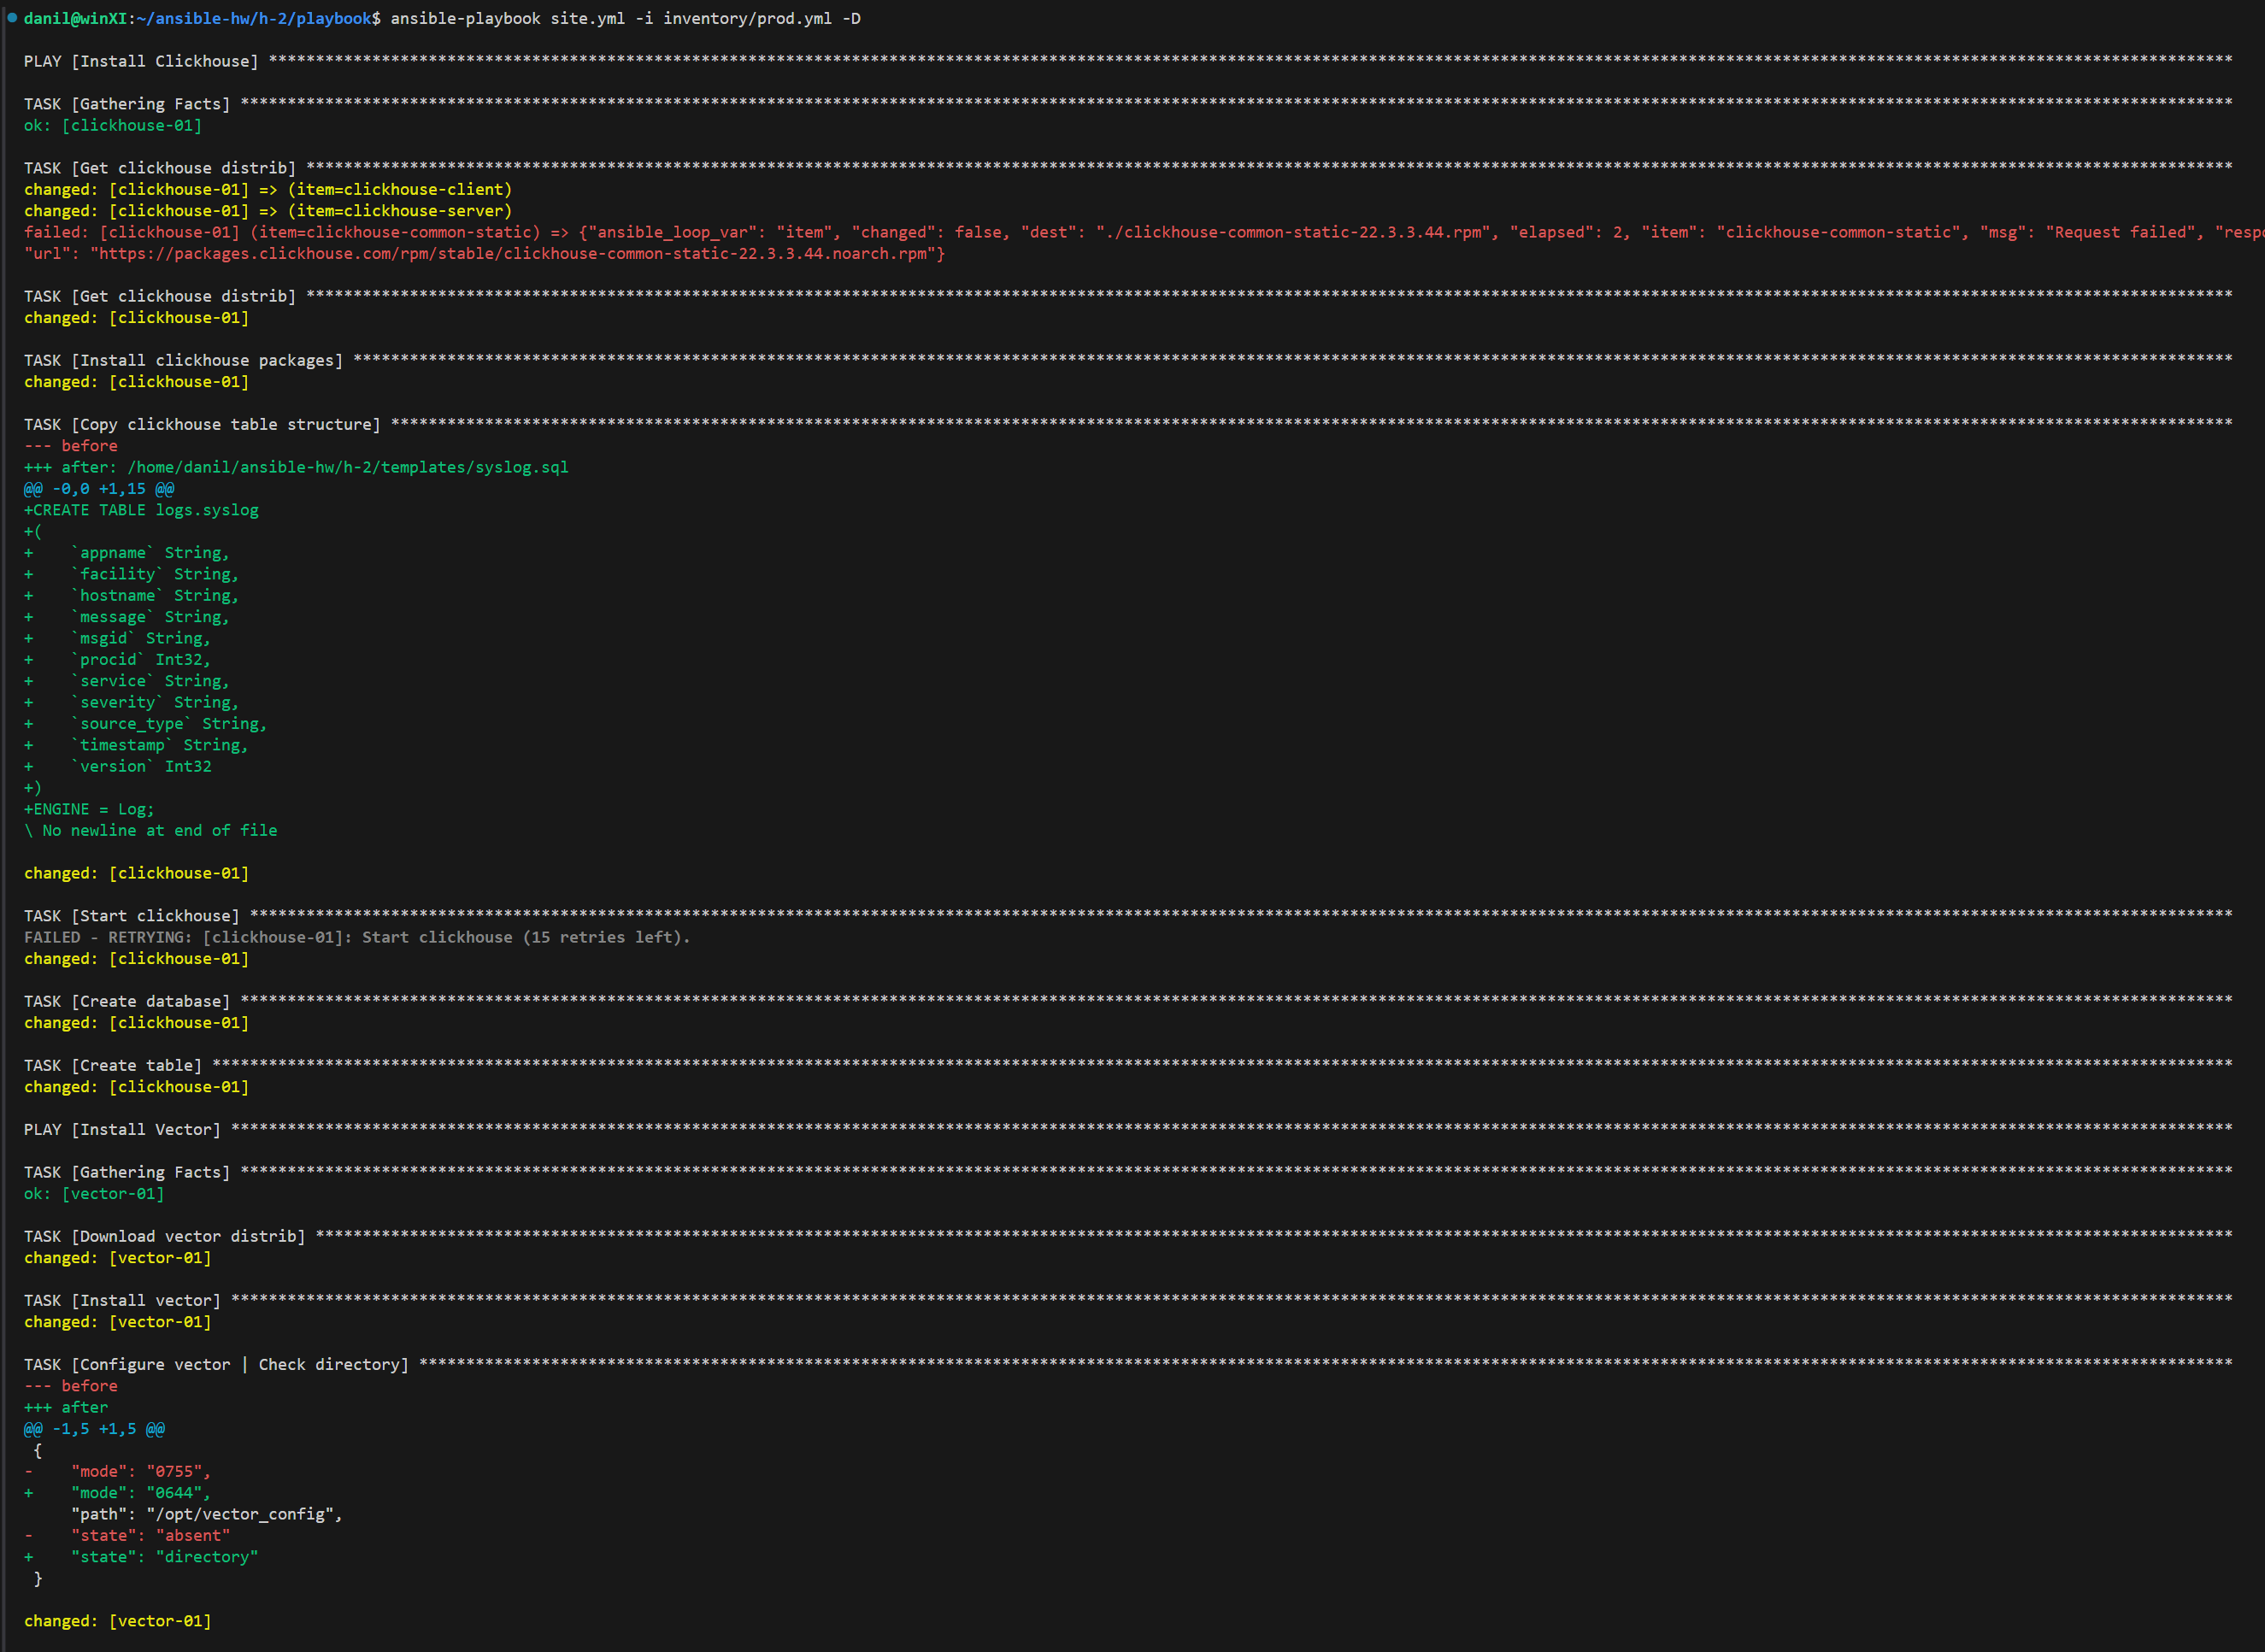 danil@winXI:~/ansible-hw/h-2/playbook$ ansible-playbook site.yml -i inventory/prod.yml -D
PLAY [Install Clickhouse] ****************************************************************************************************************************************************************************************************************
TASK [Gathering Facts] *******************************************************************************************************************************************************************************************************************
ok: [clickhouse-01]
TASK [Get clickhouse distrib] ************************************************************************************************************************************************************************************************************
changed: [clickhouse-01] => (item=clickhouse-client)
changed: [clickhouse-01] => (item=clickhouse-server)
failed: [clickhouse-01] (item=clickhouse-common-static) => {"ansible_loop_var": "item", "changed": false, "dest": "./clickhouse-common-static-22.3.3.44.rpm", "elapsed": 2, "item": "clickhouse-common-static", "msg": "Request failed", "resp
"url": "https://packages.clickhouse.com/rpm/stable/clickhouse-common-static-22.3.3.44.noarch.rpm"}
TASK [Get clickhouse distrib] ************************************************************************************************************************************************************************************************************
changed: [clickhouse-01]
TASK [Install clickhouse packages] *******************************************************************************************************************************************************************************************************
changed: [clickhouse-01]
TASK [Copy clickhouse table structure] ***************************************************************************************************************************************************************************************************
--- before
+++ after: /home/danil/ansible-hw/h-2/templates/syslog.sql
@@ -0,0 +1,15 @@
+CREATE TABLE logs.syslog
+(
+    `appname` String,
+    `facility` String,
+    `hostname` String,
+    `message` String,
+    `msgid` String,
+    `procid` Int32,
+    `service` String,
+    `severity` String,
+    `source_type` String,
+    `timestamp` String,
+    `version` Int32
+)
+ENGINE = Log;
\ No newline at end of file
changed: [clickhouse-01]
TASK [Start clickhouse] ******************************************************************************************************************************************************************************************************************
FAILED - RETRYING: [clickhouse-01]: Start clickhouse (15 retries left).
changed: [clickhouse-01]
TASK [Create database] *******************************************************************************************************************************************************************************************************************
changed: [clickhouse-01]
TASK [Create table] **********************************************************************************************************************************************************************************************************************
changed: [clickhouse-01]
PLAY [Install Vector] ********************************************************************************************************************************************************************************************************************
TASK [Gathering Facts] *******************************************************************************************************************************************************************************************************************
ok: [vector-01]
TASK [Download vector distrib] ***********************************************************************************************************************************************************************************************************
changed: [vector-01]
TASK [Install vector] ********************************************************************************************************************************************************************************************************************
changed: [vector-01]
TASK [Configure vector | Check directory] ************************************************************************************************************************************************************************************************
--- before
+++ after
@@ -1,5 +1,5 @@
 {
-    "mode": "0755",
+    "mode": "0644",
     "path": "/opt/vector_config",
-    "state": "absent"
+    "state": "directory"
 }
changed: [vector-01]